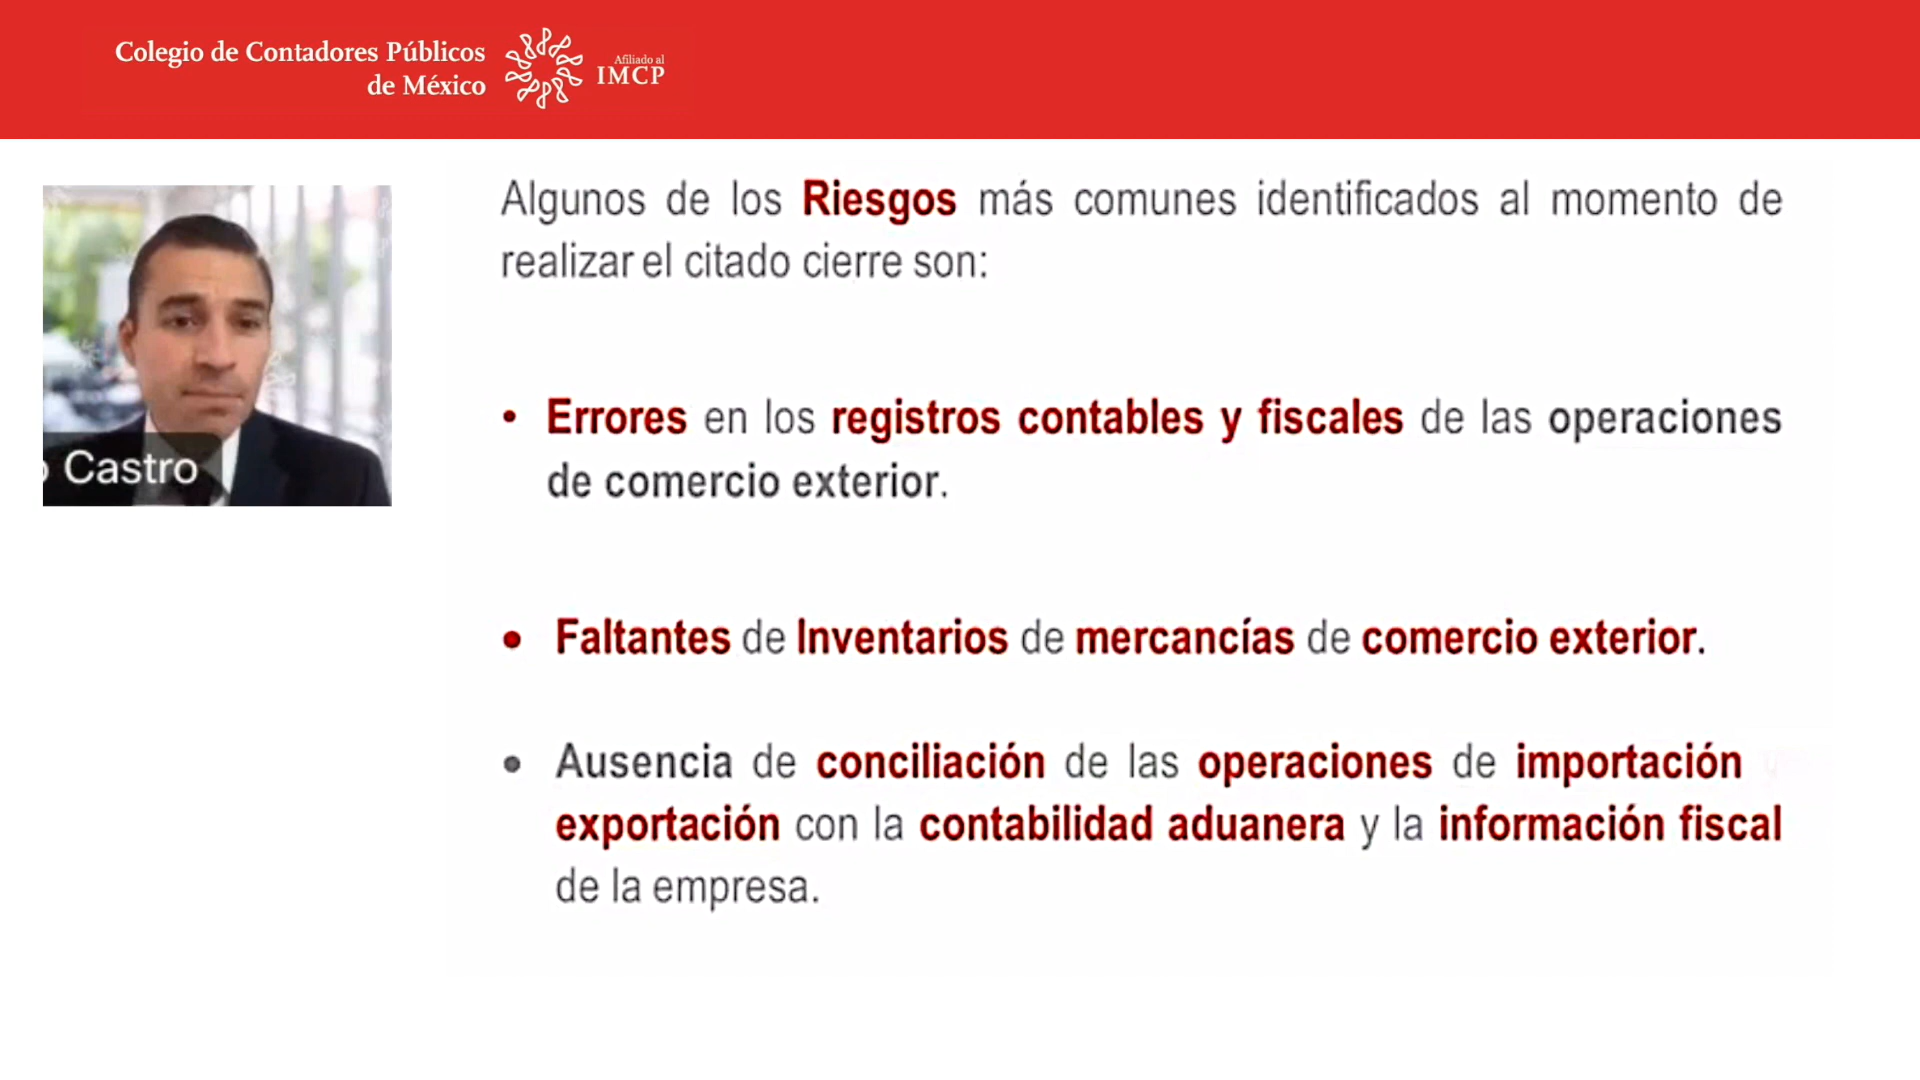 Colegio de Contadores Públicos
de México
Afiliado al
IMCP
Castro
Algunos de los Riesgos más comunes identificados al momento de
realizar el citado cierre son:
• Errores en los registros contables y fiscales de las operaciones
de comercio exterior.
• Faltantes de Inventarios de mercancías de comercio exterior.
• Ausencia de conciliación de las operaciones de importación
exportación con la contabilidad aduanera y la información fiscal
de la empresa.